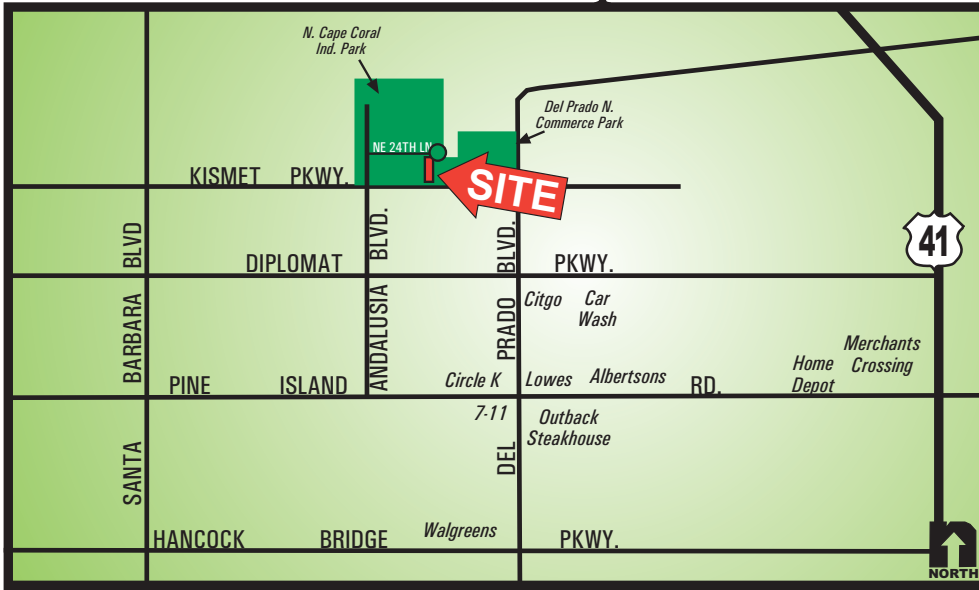 N. Cape Coral
Ind. Park
Del Prado N.
Commerce Park
NE 24TH LN
KISMET PKWY.
SITE
41
SANTA BARBARA BLVD
ANDALUSIA BLVD.
DEL PRADO BLVD.
DIPLOMAT PKWY.
Citgo
Car
Wash
Merchants
Crossing
Home
Depot
Circle K
Lowes
Albertsons
PINE ISLAND RD.
7-11
Outback
Steakhouse
Walgreens
HANCOCK BRIDGE PKWY.
NORTH